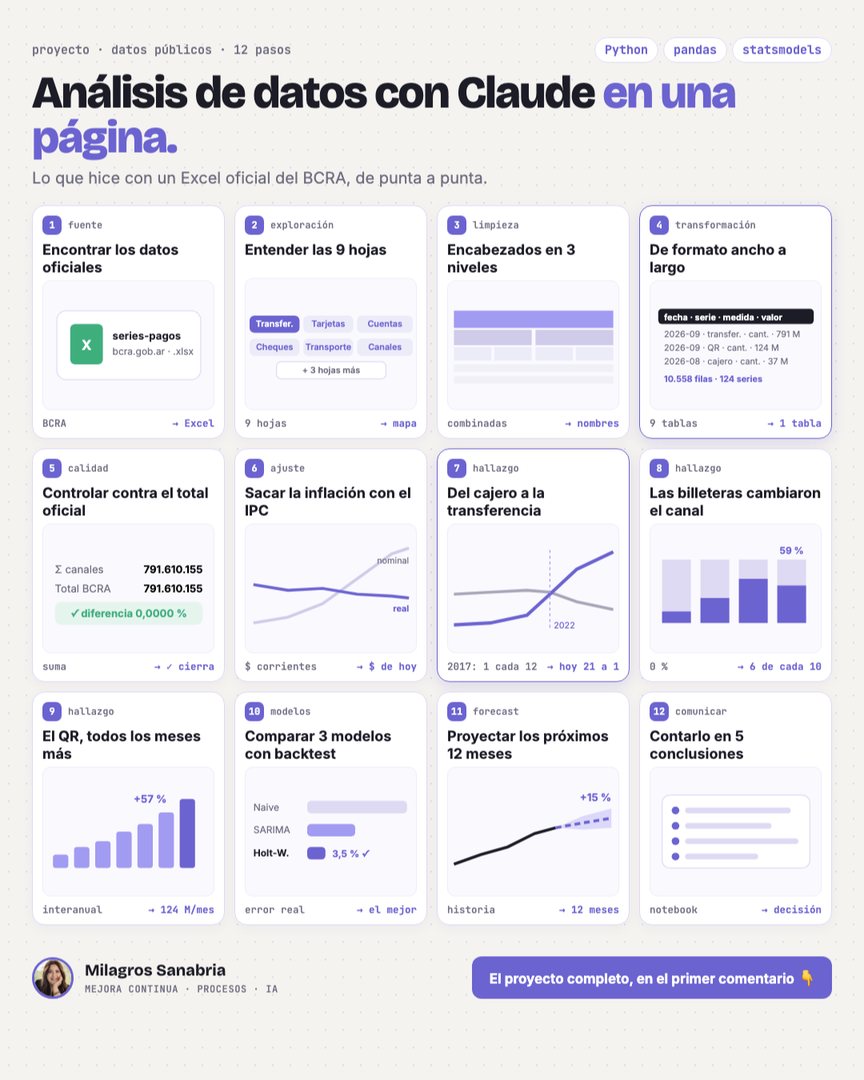 proyecto · datos públicos · 12 pasos
Python
pandas
statsmodels
Análisis de datos con Claude en una
página.
Lo que hice con un Excel oficial del BCRA, de punta a punta.
1 fuente
Encontrar los datos
oficiales
X
series-pagos
bcra.gob.ar · .xlsx
BCRA → Excel
2 exploración
Entender las 9 hojas
Transfer. Tarjetas Cuentas
Cheques Transporte Canales
+ 3 hojas más
9 hojas → mapa
3 limpieza
Encabezados en 3
niveles
combinadas → nombres
4 transformación
De formato ancho a
largo
fecha · serie · medida · valor
2026-09 · transfer. · cant. · 791 M
2026-09 · QR · cant. · 124 M
2026-08 · cajero · cant. · 37 M
10.558 filas · 124 series
9 tablas → 1 tabla
5 calidad
Controlar contra el total
oficial
Σ canales 791.610.155
Total BCRA 791.610.155
✓ diferencia 0,0000 %
suma → ✓ cierra
6 ajuste
Sacar la inflación con el
IPC
nominal
real
$ corrientes → $ de hoy
7 hallazgo
Del cajero a la
transferencia
2022
2017: 1 cada 12 → hoy 21 a 1
8 hallazgo
Las billeteras cambiaron
el canal
59 %
0 % → 6 de cada 10
9 hallazgo
El QR, todos los meses
más
+57 %
interanual → 124 M/mes
10 modelos
Comparar 3 modelos
con backtest
Naive
SARIMA
Holt-W. 3,5 % ✓
error real → el mejor
11 forecast
Proyectar los próximos
12 meses
+15 %
historia → 12 meses
12 comunicar
Contarlo en 5
conclusiones
notebook → decisión
Milagros Sanabria
MEJORA CONTINUA · PROCESOS · IA
El proyecto completo, en el primer comentario 👇